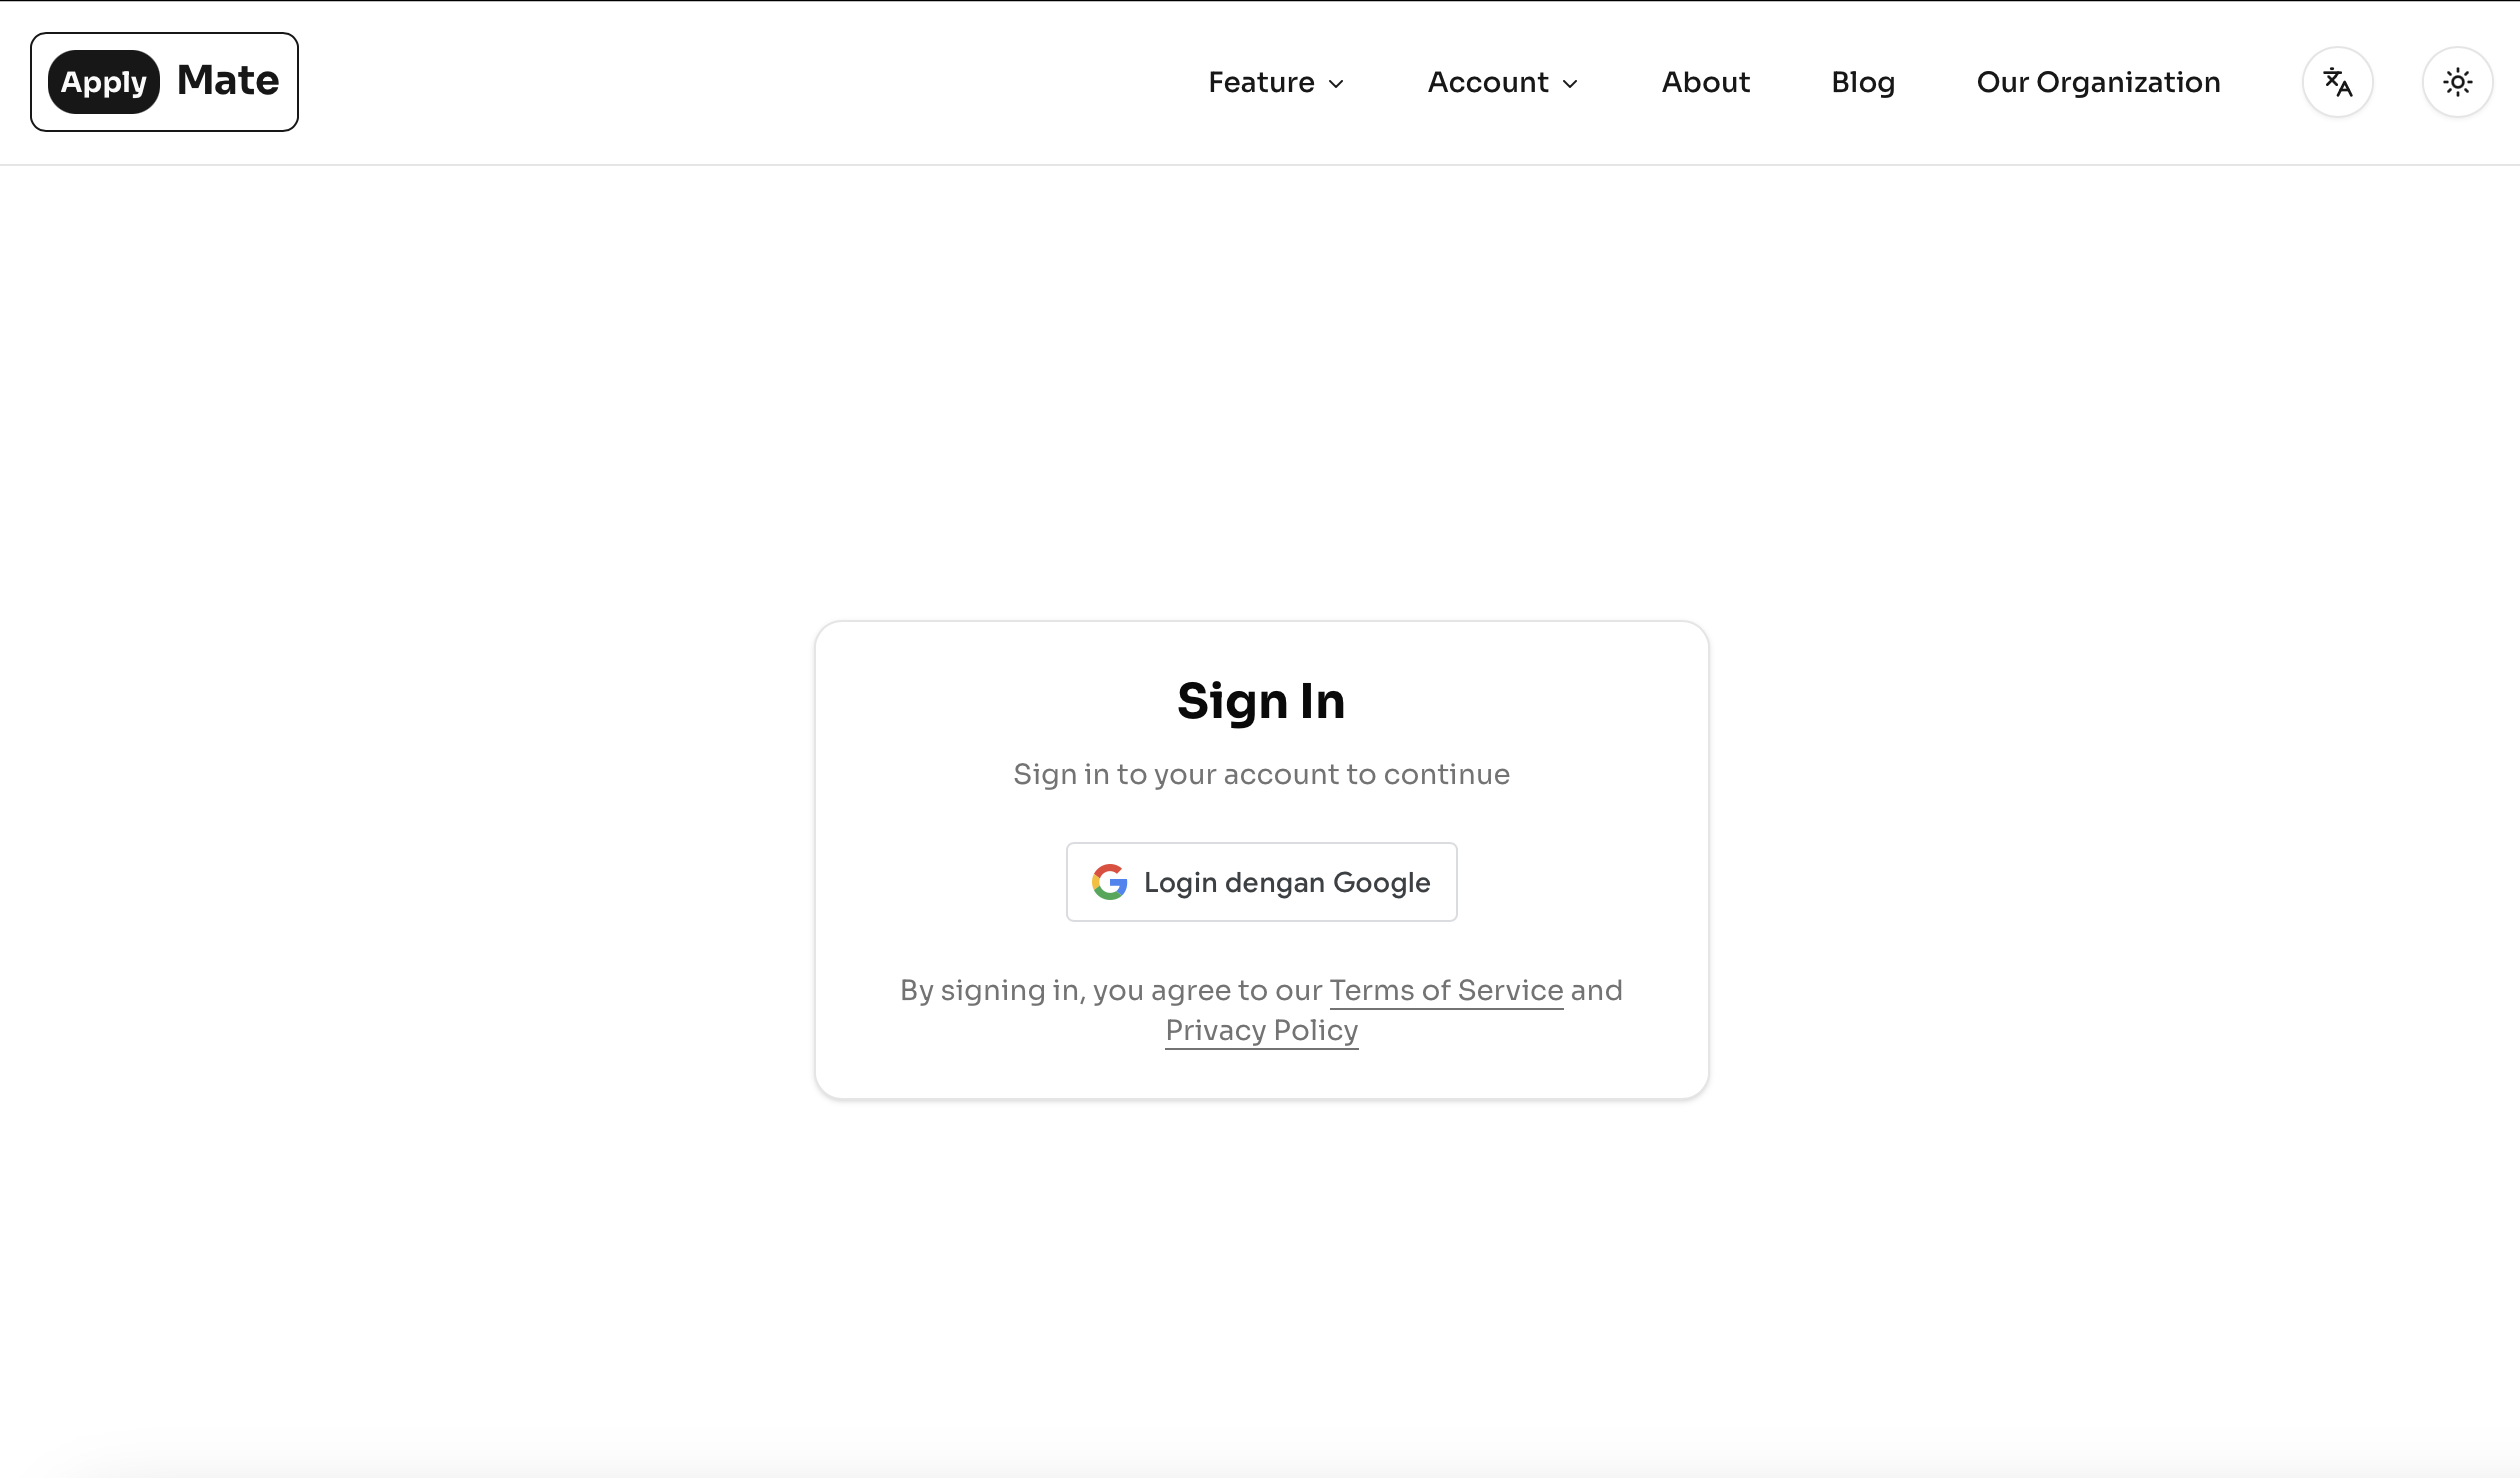 Apply Mate
Feature
Account
About
Blog
Our Organization
Sign In
Sign in to your account to continue
Login dengan Google
By signing in, you agree to our Terms of Service and
Privacy Policy